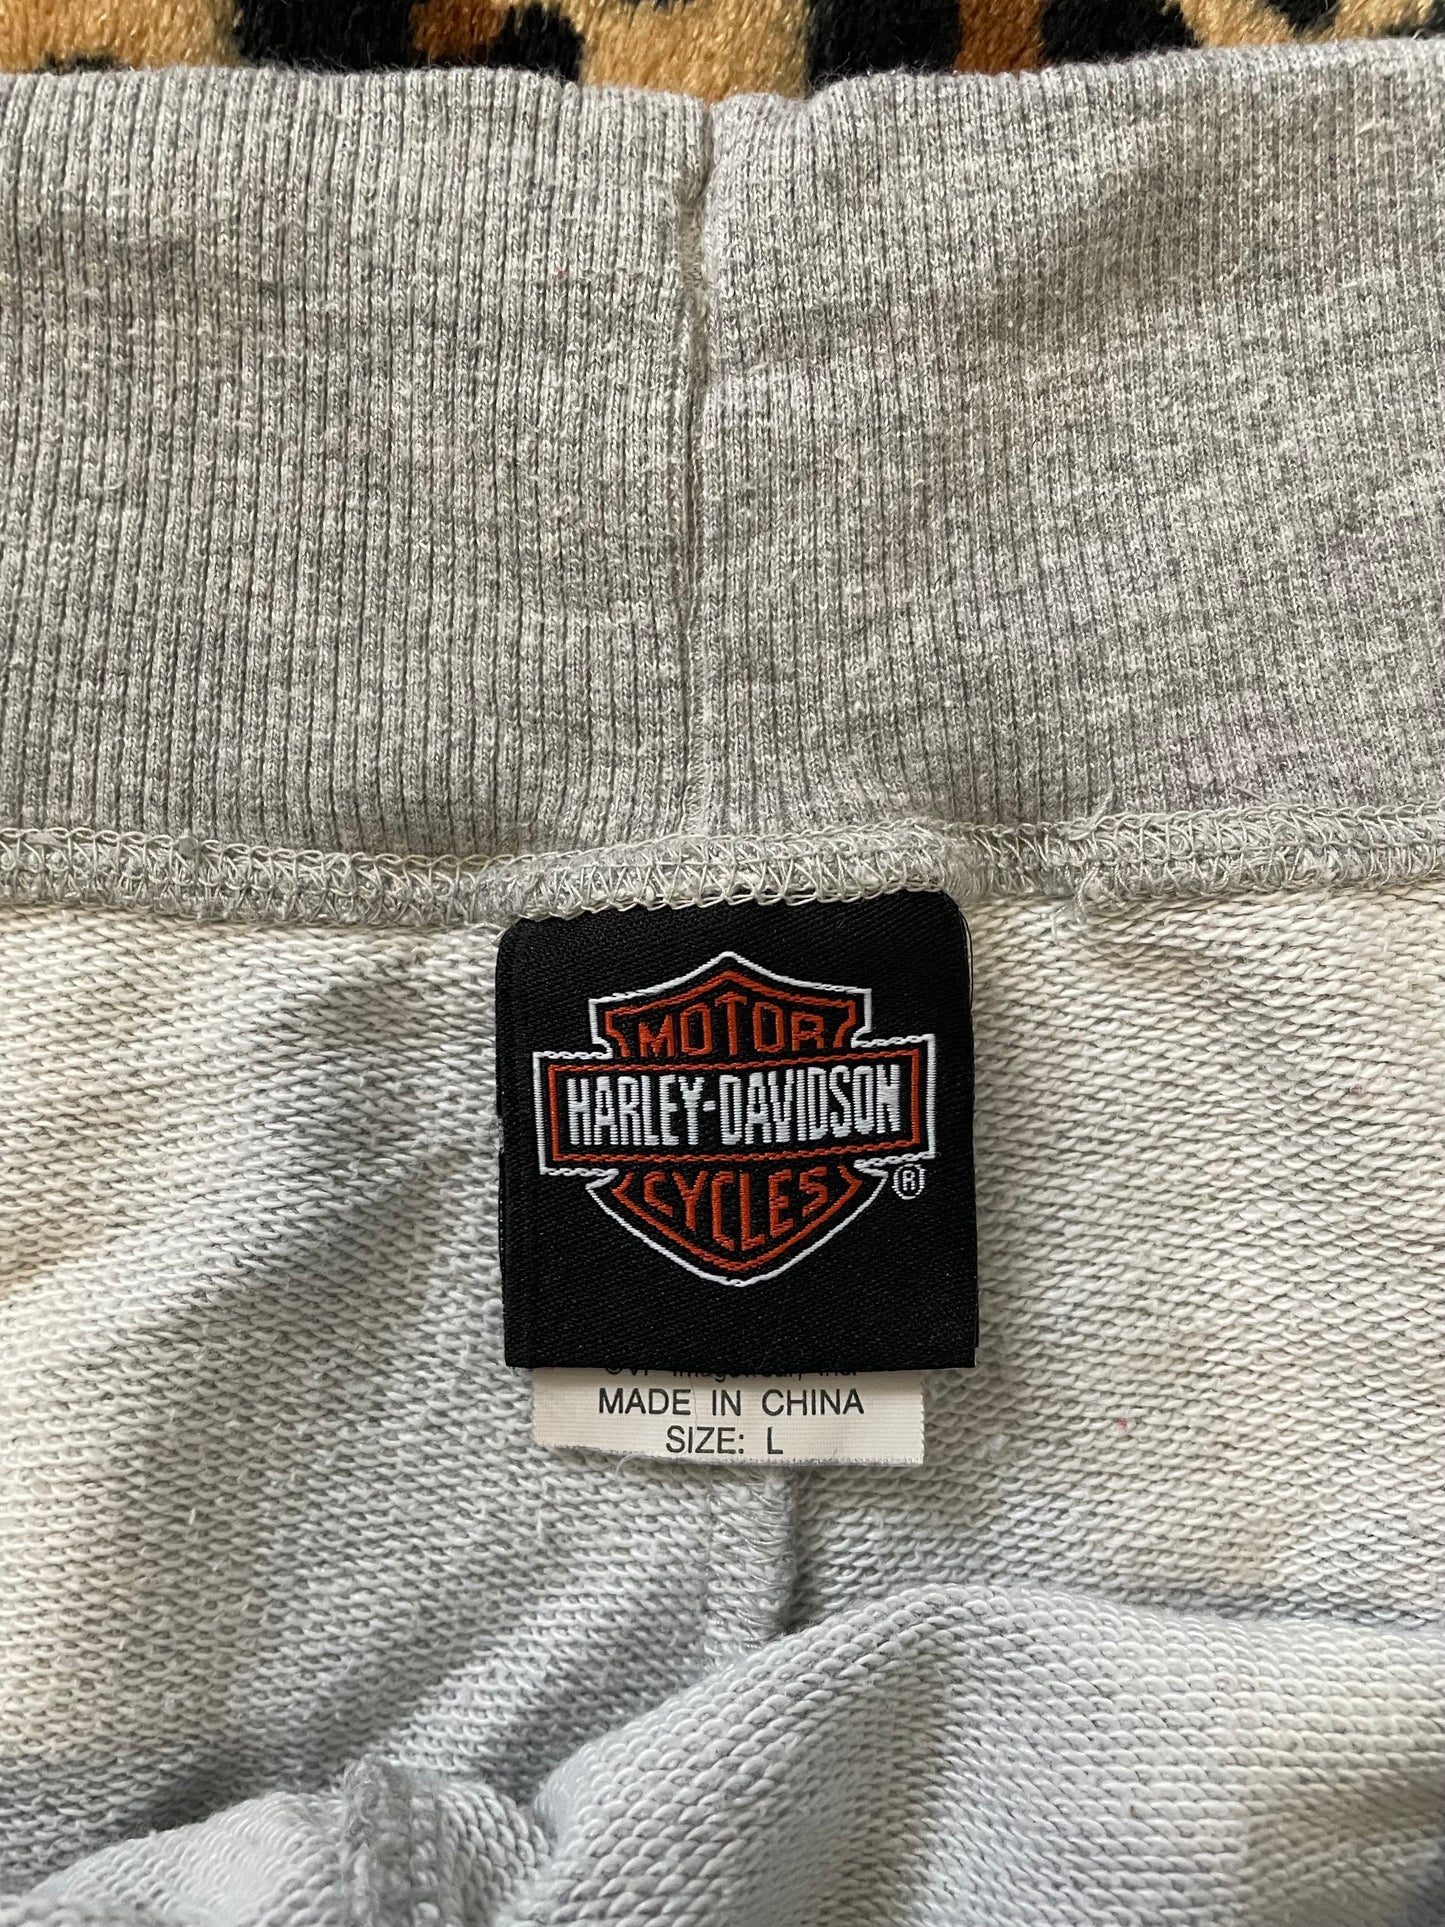 MOTOR
HARLEY-DAVIDSON
CYCLES ®
MADE IN CHINA
SIZE: L